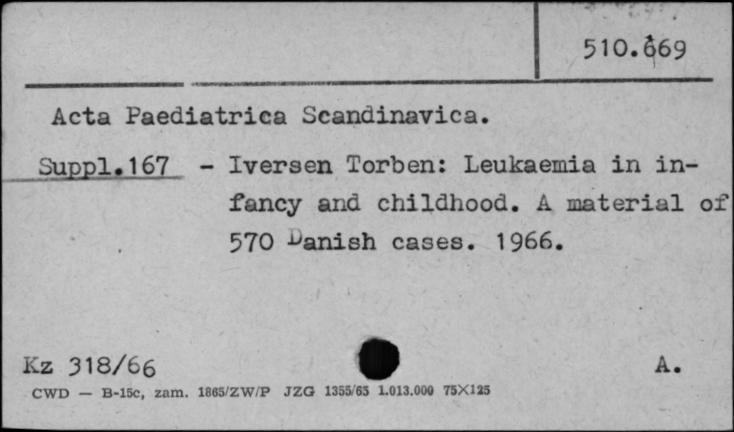 510.669
Acta Paediatrica Scandinavica.
Suppl.167 - Iversen Torben: Leukaemia in in-
fancy and childhood. A material of
570 Danish cases. 1966.
Kz 318/66 A.
CWD — B-15c, zam. 1865/ZW/P JZG 1355/65 1.013.000 75X125